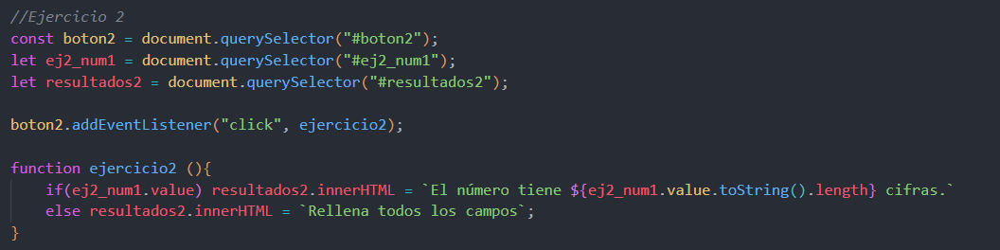 //Ejercicio 2
const boton2 = document.querySelector("#boton2");
let ej2_num1 = document.querySelector("#ej2_num1");
let resultados2 = document.querySelector("#resultados2");
boton2.addEventListener("click", ejercicio2);
function ejercicio2 (){
if(ej2_num1.value) resultados2.innerHTML = `El número tiene ${ej2_num1.value.toString().length} cifras.`
else resultados2.innerHTML = `Rellena todos los campos`;
}